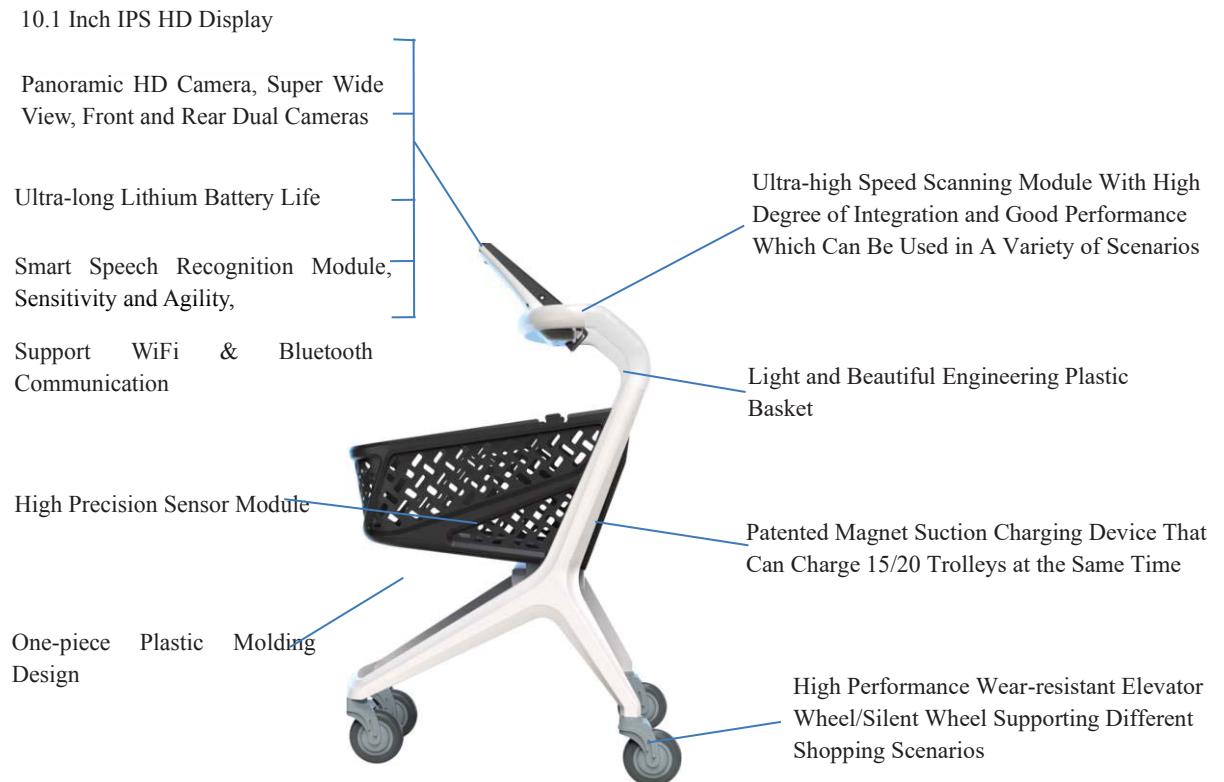 10.1 Inch IPS HD Display
Panoramic HD Camera, Super Wide
View, Front and Rear Dual Cameras
Ultra-long Lithium Battery Life
Smart Speech Recognition Module,
Sensitivity and Agility,
Support WiFi & Bluetooth
Communication
High Precision Sensor Module
One-piece Plastic Molding
Design
Ultra-high Speed Scanning Module With High
Degree of Integration and Good Performance
Which Can Be Used in A Variety of Scenarios
Light and Beautiful Engineering Plastic
Basket
Patented Magnet Suction Charging Device That
Can Charge 15/20 Trolleys at the Same Time
High Performance Wear-resistant Elevator
Wheel/Silent Wheel Supporting Different
Shopping Scenarios